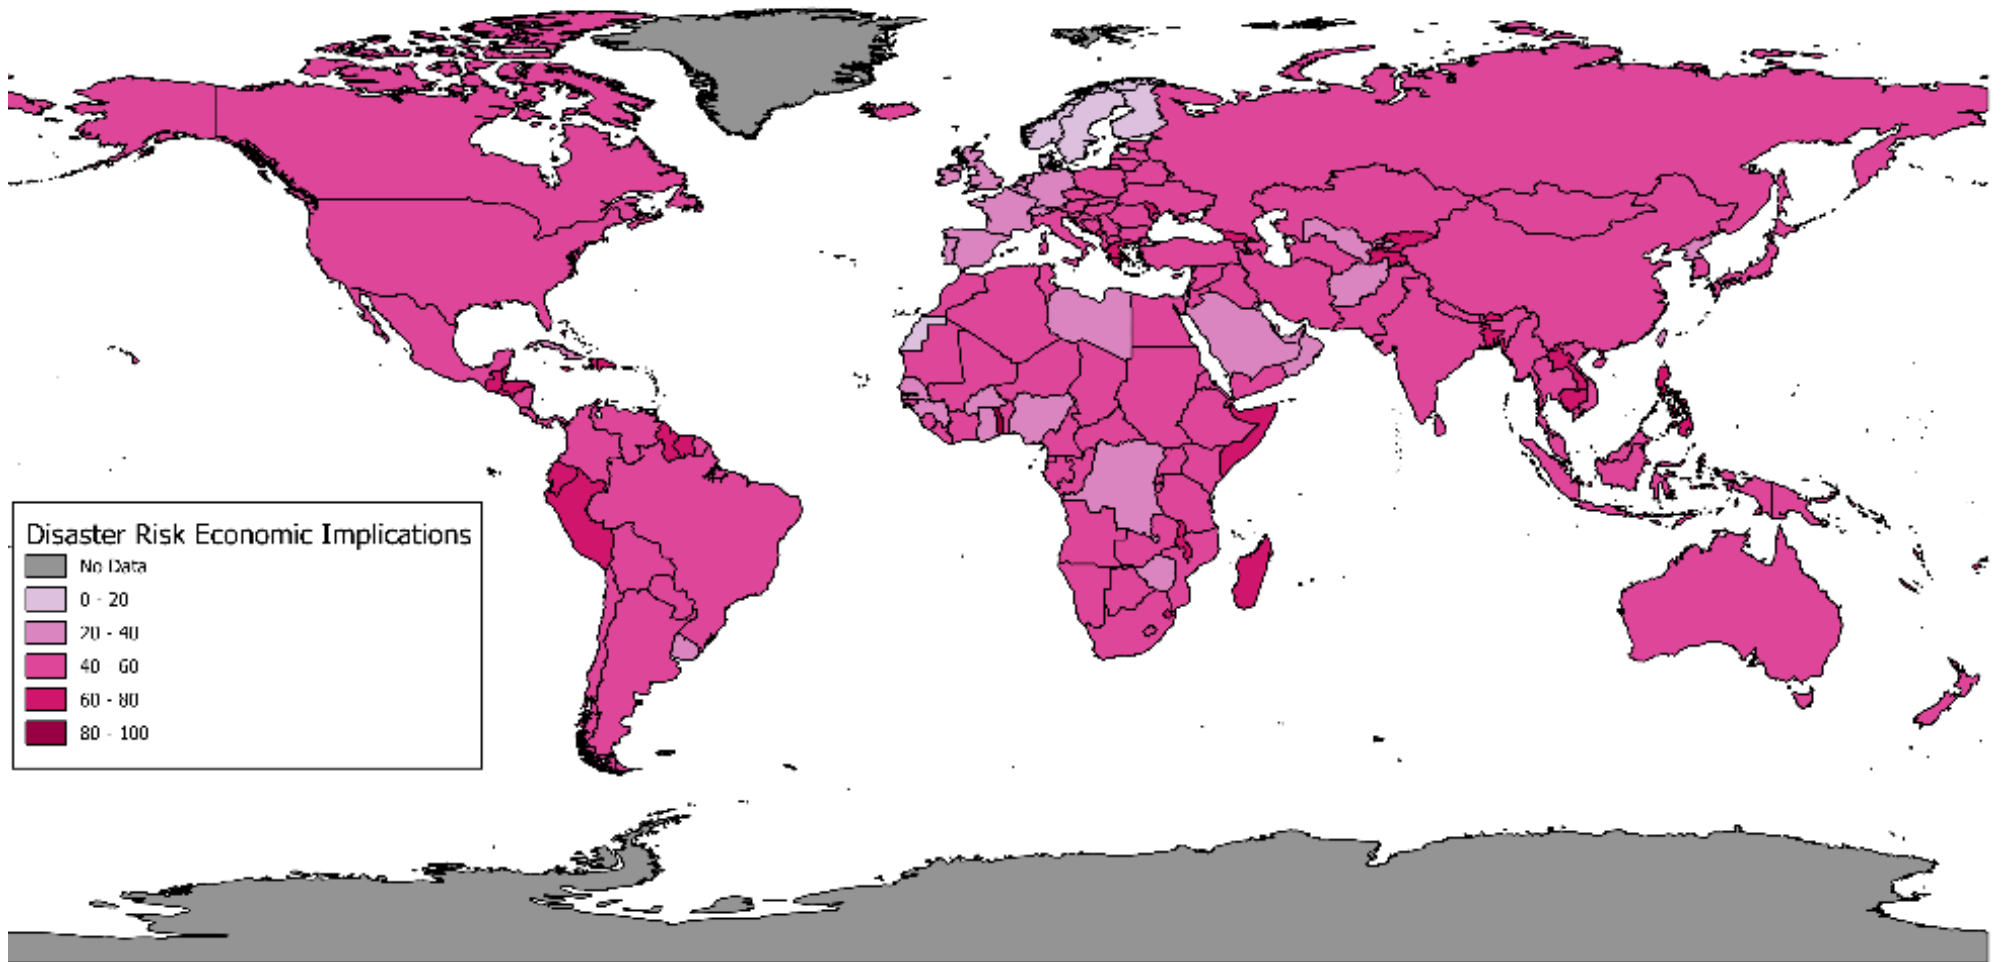 Disaster Risk Economic Implications
No Data
0 - 20
20 - 40
40 60
60 - 80
80 - 100